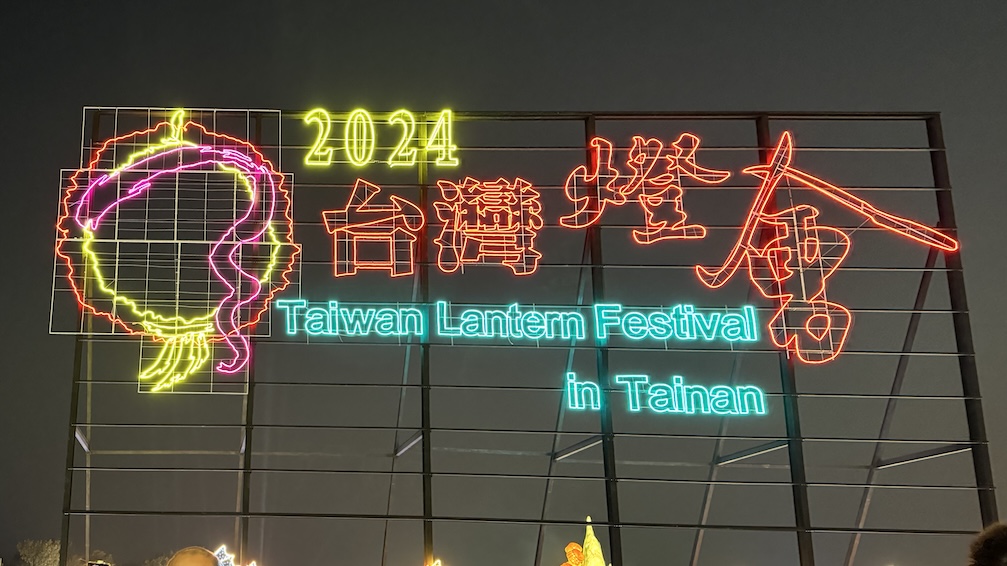 2024
台灣燈會
Taiwan Lantern Festival
in Tainan